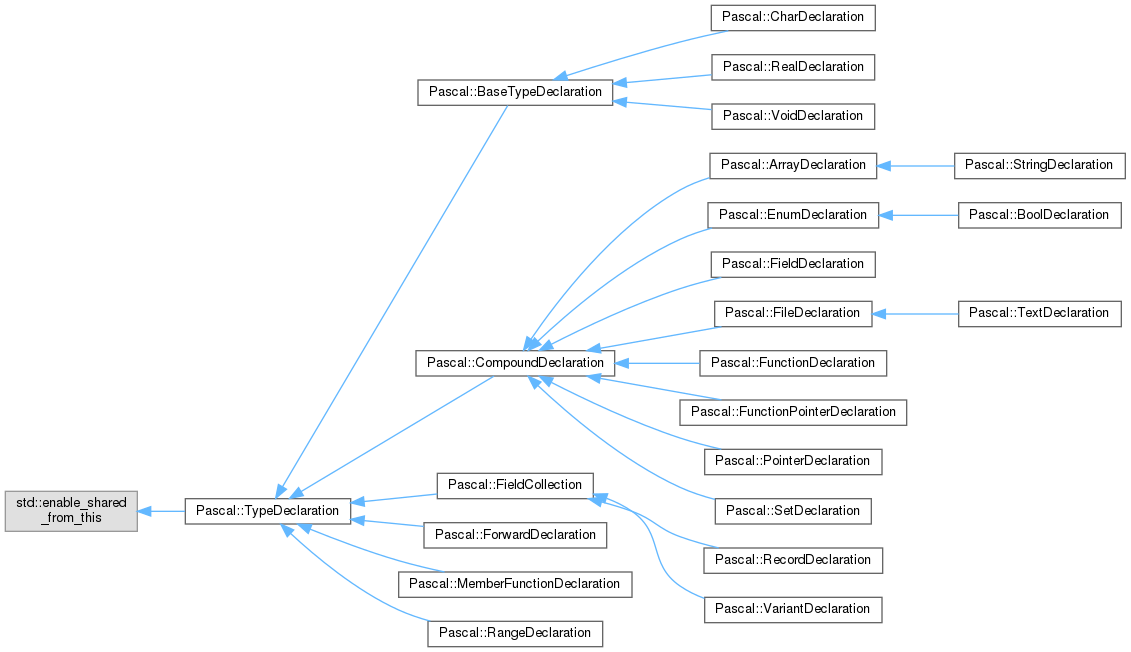 Pascal::CharDeclaration
Pascal::RealDeclaration
Pascal::BaseTypeDeclaration
Pascal::VoidDeclaration
Pascal::ArrayDeclaration
Pascal::StringDeclaration
Pascal::EnumDeclaration
Pascal::BoolDeclaration
Pascal::FieldDeclaration
Pascal::FileDeclaration
Pascal::TextDeclaration
Pascal::CompoundDeclaration
Pascal::FunctionDeclaration
Pascal::FunctionPointerDeclaration
Pascal::PointerDeclaration
Pascal::FieldCollection
std::enable_shared
_from_this
Pascal::TypeDeclaration
Pascal::SetDeclaration
Pascal::ForwardDeclaration
Pascal::RecordDeclaration
Pascal::MemberFunctionDeclaration
Pascal::VariantDeclaration
Pascal::RangeDeclaration